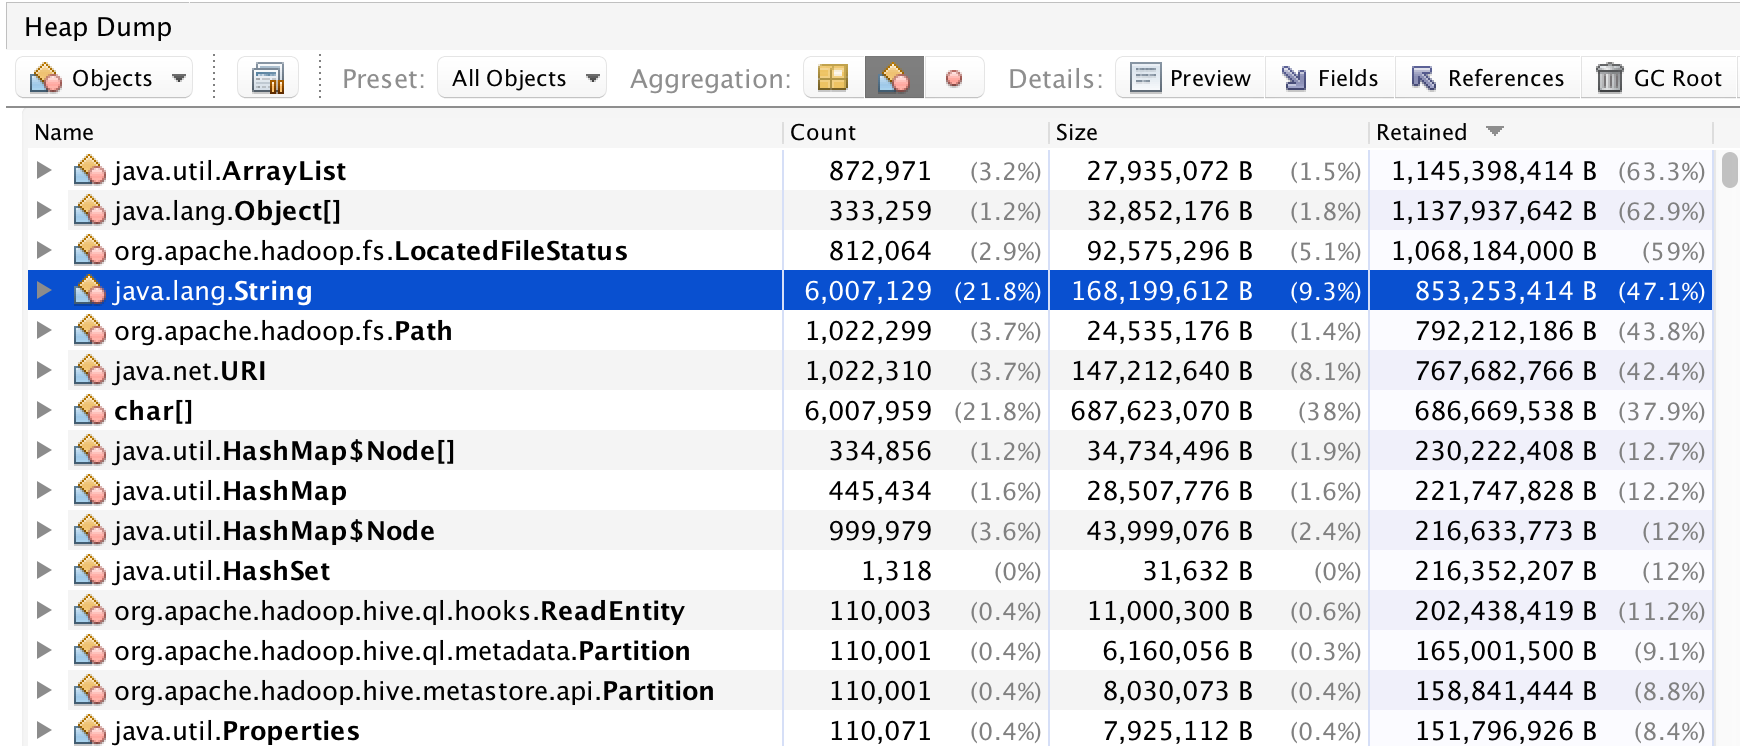 Heap Dump
Objects Preset: All Objects Aggregation: Details: Preview Fields References GC Root
Name Count Size Retained
java.util.ArrayList 872,971 (3.2%) 27,935,072 B (1.5%) 1,145,398,414 B (63.3%)
java.lang.Object[] 333,259 (1.2%) 32,852,176 B (1.8%) 1,137,937,642 B (62.9%)
org.apache.hadoop.fs.LocatedFileStatus 812,064 (2.9%) 92,575,296 B (5.1%) 1,068,184,000 B (59%)
java.lang.String 6,007,129 (21.8%) 168,199,612 B (9.3%) 853,253,414 B (47.1%)
org.apache.hadoop.fs.Path 1,022,299 (3.7%) 24,535,176 B (1.4%) 792,212,186 B (43.8%)
java.net.URI 1,022,310 (3.7%) 147,212,640 B (8.1%) 767,682,766 B (42.4%)
char[] 6,007,959 (21.8%) 687,623,070 B (38%) 686,669,538 B (37.9%)
java.util.HashMap$Node[] 334,856 (1.2%) 34,734,496 B (1.9%) 230,222,408 B (12.7%)
java.util.HashMap 445,434 (1.6%) 28,507,776 B (1.6%) 221,747,828 B (12.2%)
java.util.HashMap$Node 999,979 (3.6%) 43,999,076 B (2.4%) 216,633,773 B (12%)
java.util.HashSet 1,318 (0%) 31,632 B (0%) 216,352,207 B (12%)
org.apache.hadoop.hive.ql.hooks.ReadEntity 110,003 (0.4%) 11,000,300 B (0.6%) 202,438,419 B (11.2%)
org.apache.hadoop.hive.ql.metadata.Partition 110,001 (0.4%) 6,160,056 B (0.3%) 165,001,500 B (9.1%)
org.apache.hadoop.hive.metastore.api.Partition 110,001 (0.4%) 8,030,073 B (0.4%) 158,841,444 B (8.8%)
java.util.Properties 110,071 (0.4%) 7,925,112 B (0.4%) 151,796,926 B (8.4%)